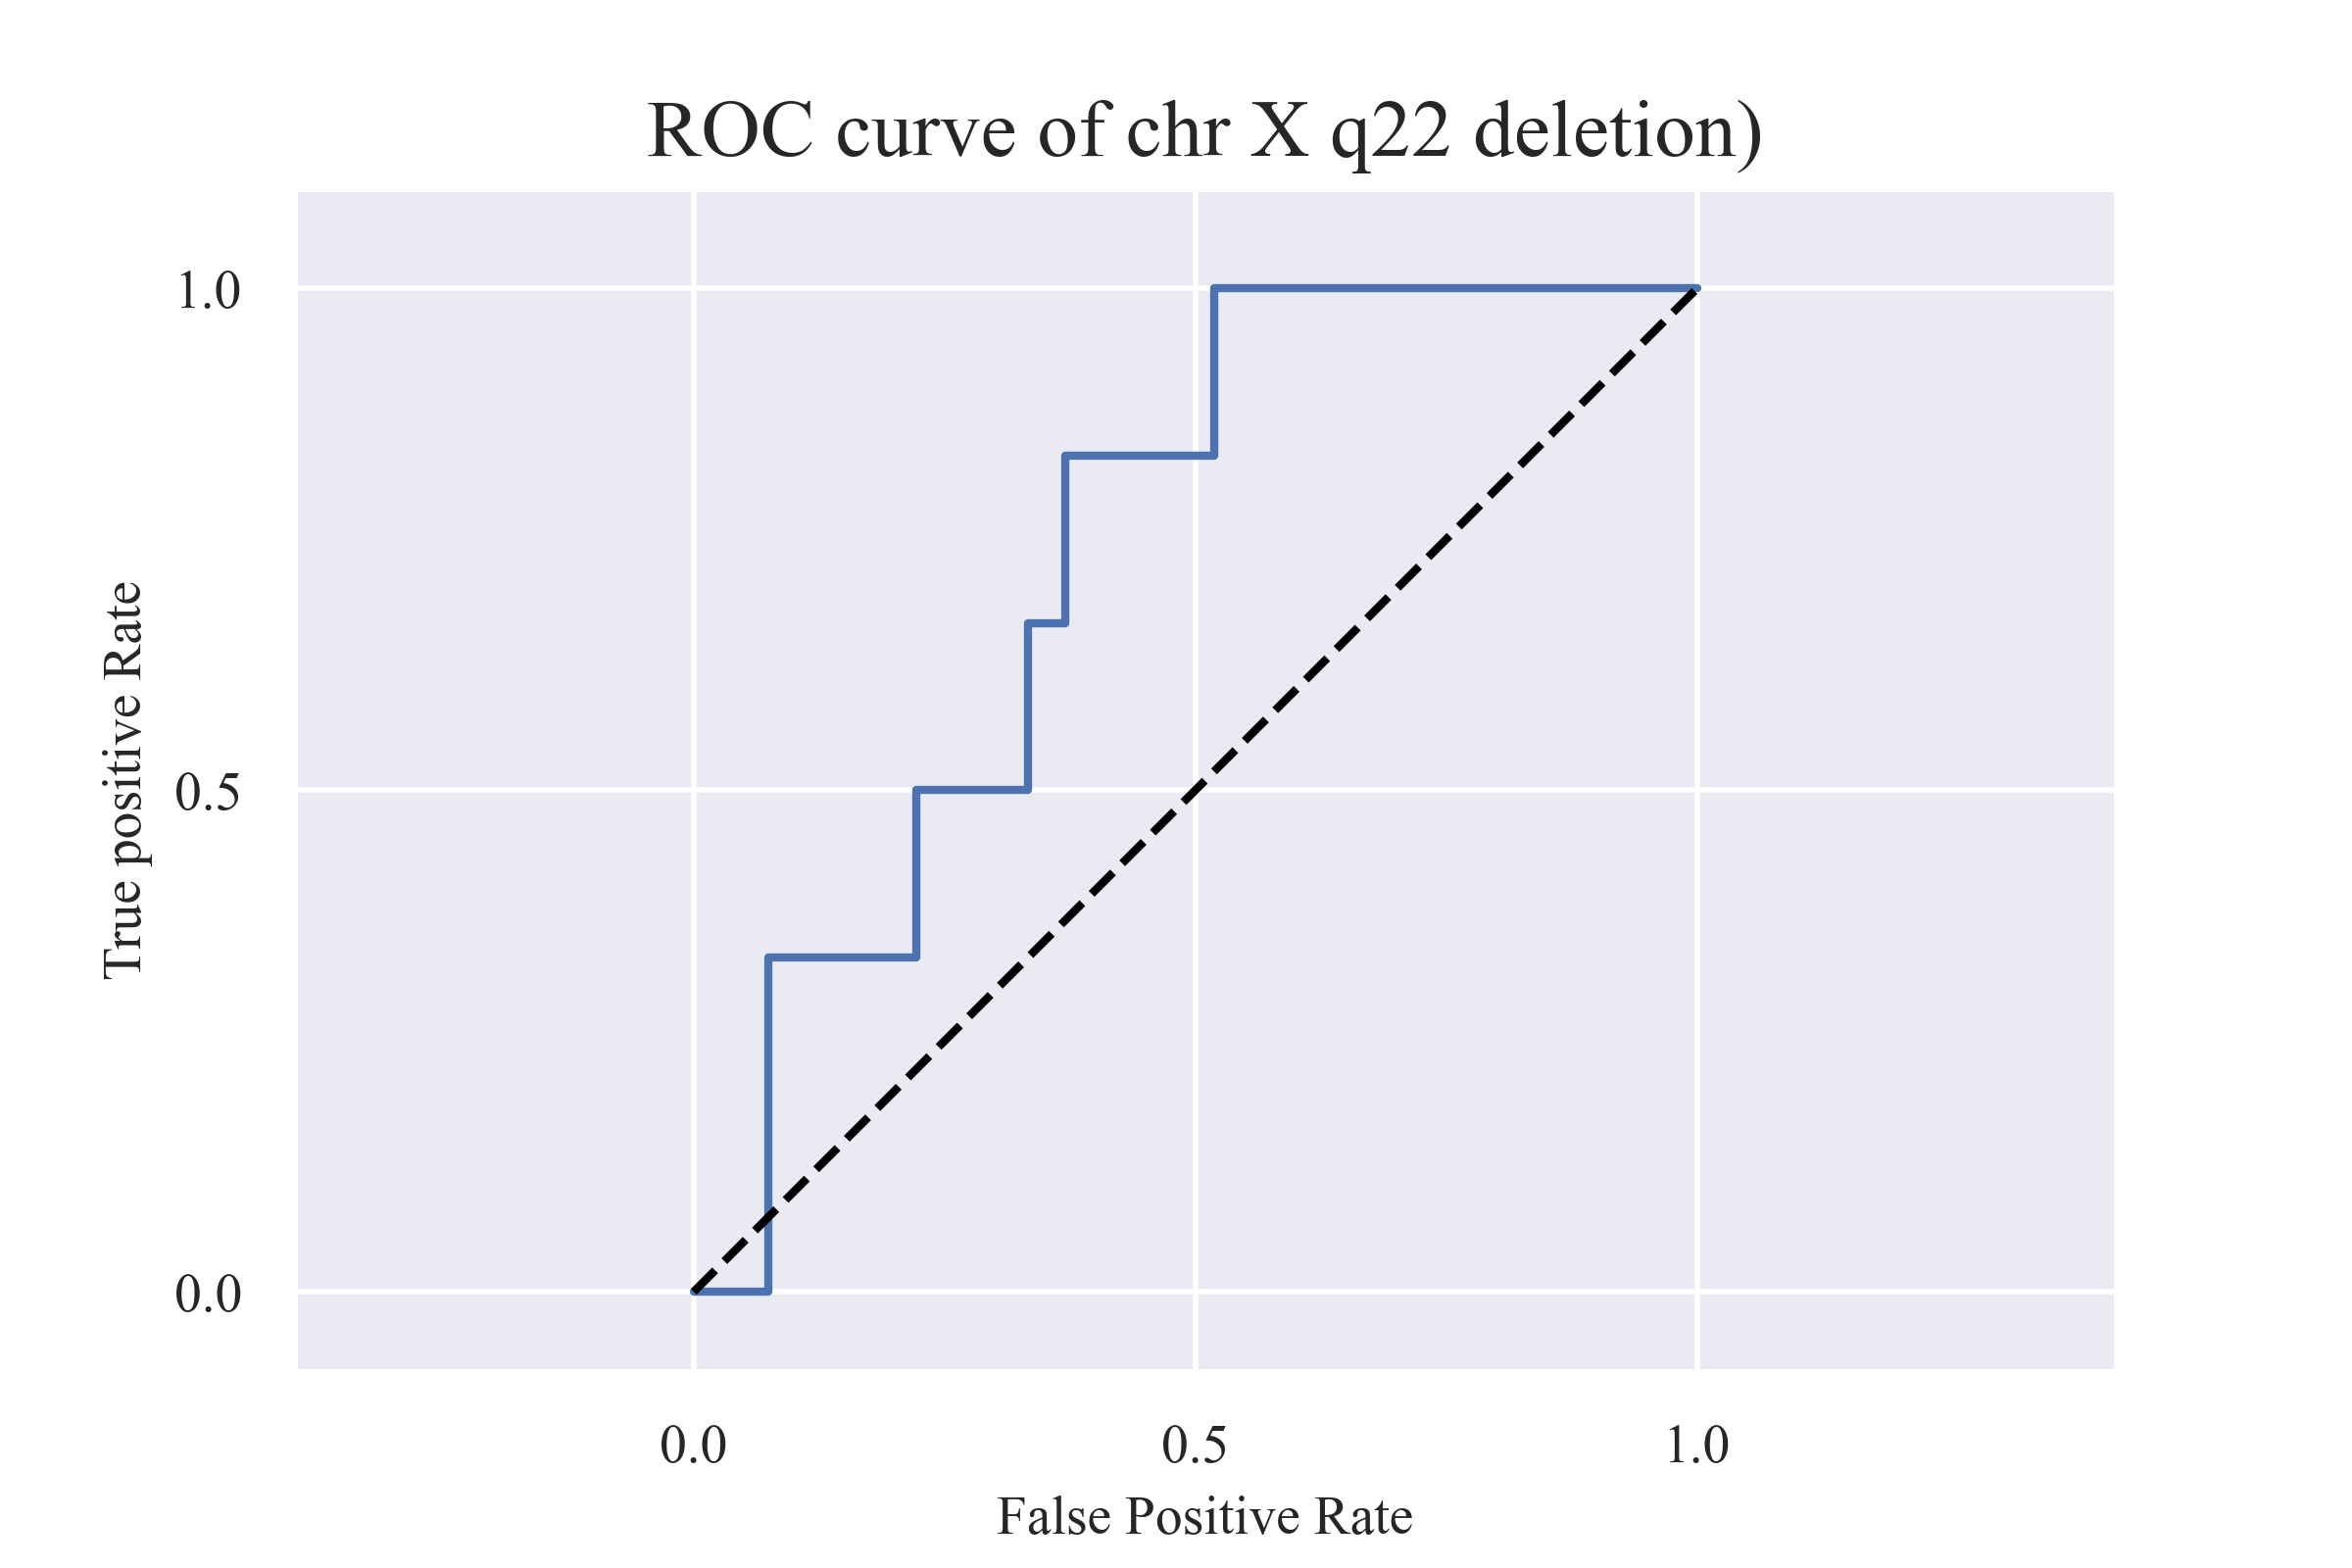 ROC curve of chr X q22 deletion)
1.0
0.5
0.0
True positive Rate
0.0 0.5 1.0
False Positive Rate